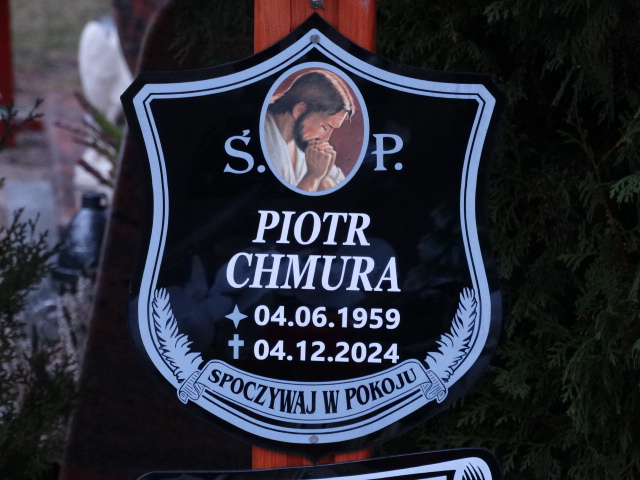 Ś. P.
PIOTR
CHMURA
04.06.1959
04.12.2024
SPOCZYWAJ W POKOJU